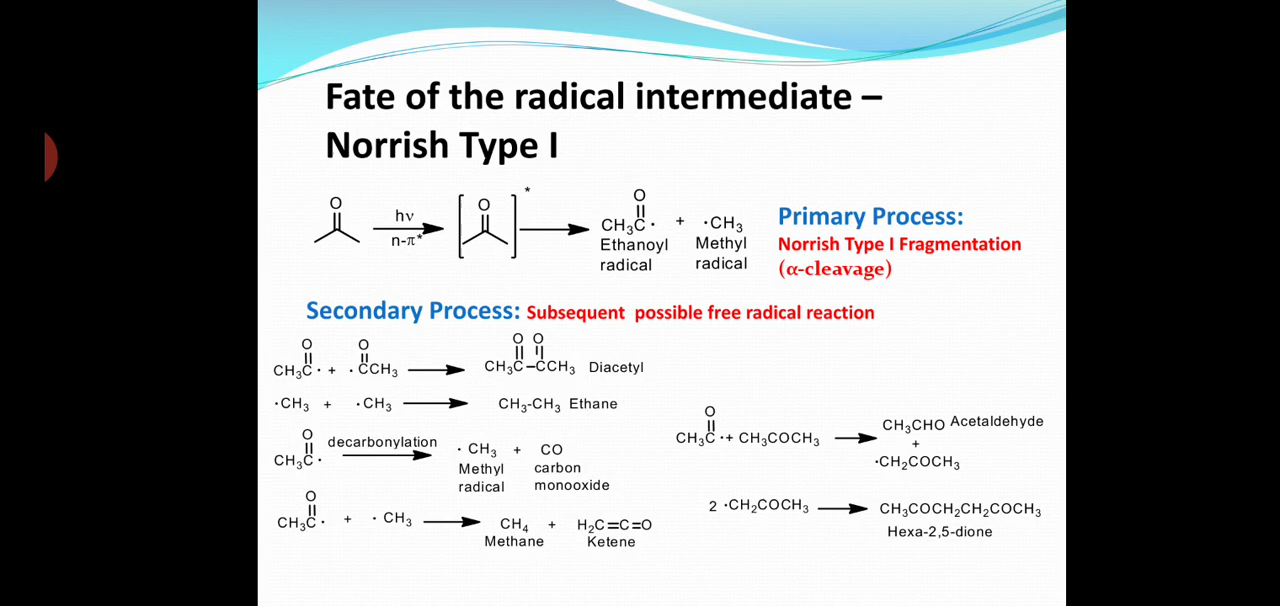 Fate of the radical intermediate –
Norrish Type I
O
hν
n-π*
[ O ] *
O
CH₃C· + ·CH₃
Ethanoyl Methyl
radical radical
Primary Process:
Norrish Type I Fragmentation
(α-cleavage)
Secondary Process: Subsequent possible free radical reaction
O O O O
CH₃C· + ·CCH₃ CH₃C–CCH₃ Diacetyl
·CH₃ + ·CH₃ CH₃-CH₃ Ethane
O
CH₃C· decarbonylation · CH₃ + CO
Methyl carbon
radical monooxide
O
CH₃C· + · CH₃ CH₄ + H₂C=C=O
Methane Ketene
O
CH₃C·+ CH₃COCH₃ CH₃CHO Acetaldehyde
+
·CH₂COCH₃
2 ·CH₂COCH₃ CH₃COCH₂CH₂COCH₃
Hexa-2,5-dione